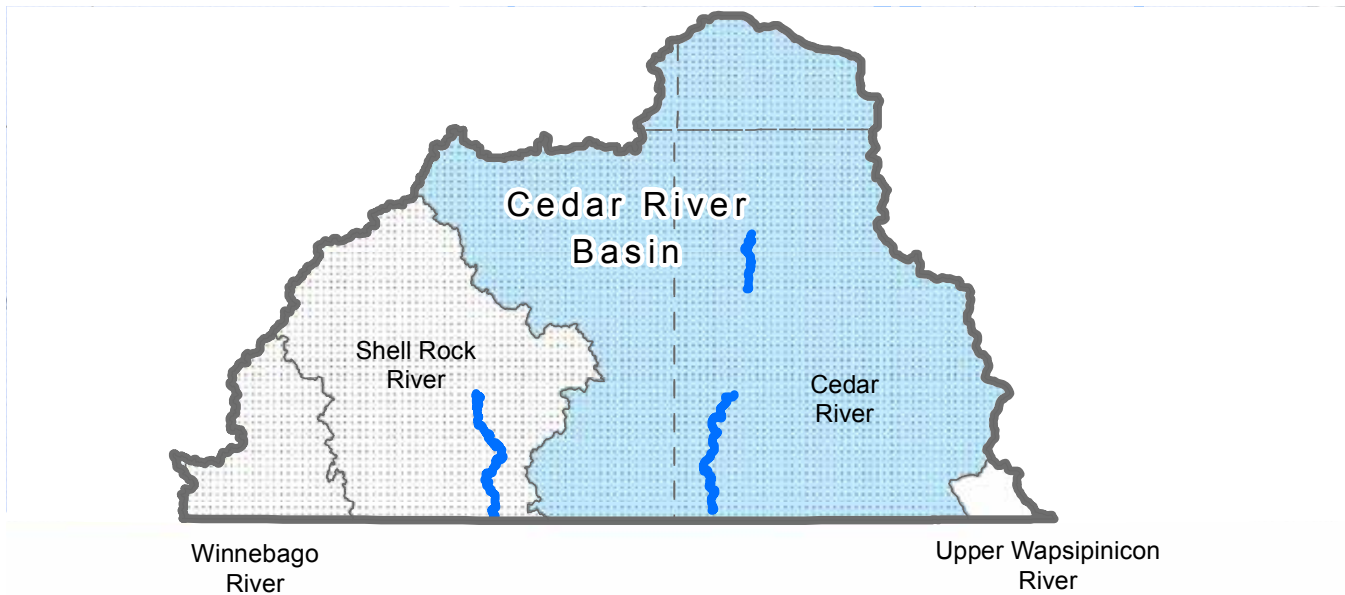 Cedar River
Basin
Shell Rock
River
Cedar
River
Winnebago
River
Upper Wapsipinicon
River